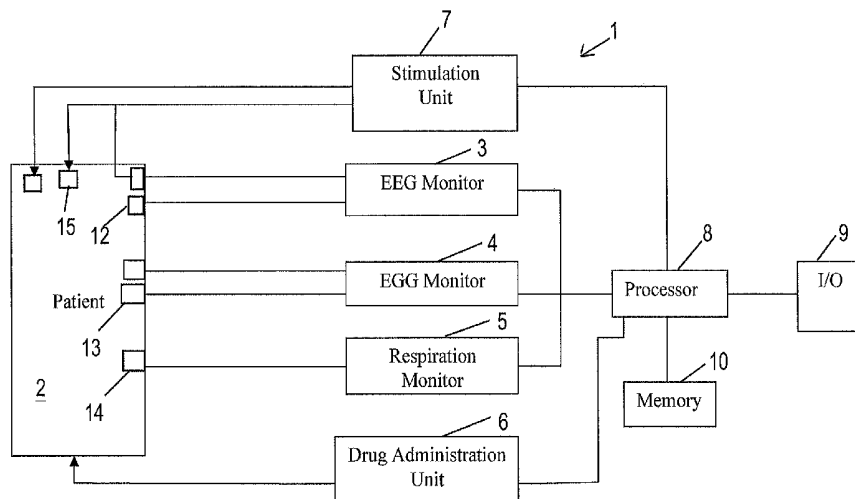 7
1
Stimulation
Unit
3
EEG Monitor
15
12
4
EGG Monitor
8
Processor
9
I/O
Patient
13
5
Respiration
Monitor
10
Memory
2
14
6
Drug Administration
Unit